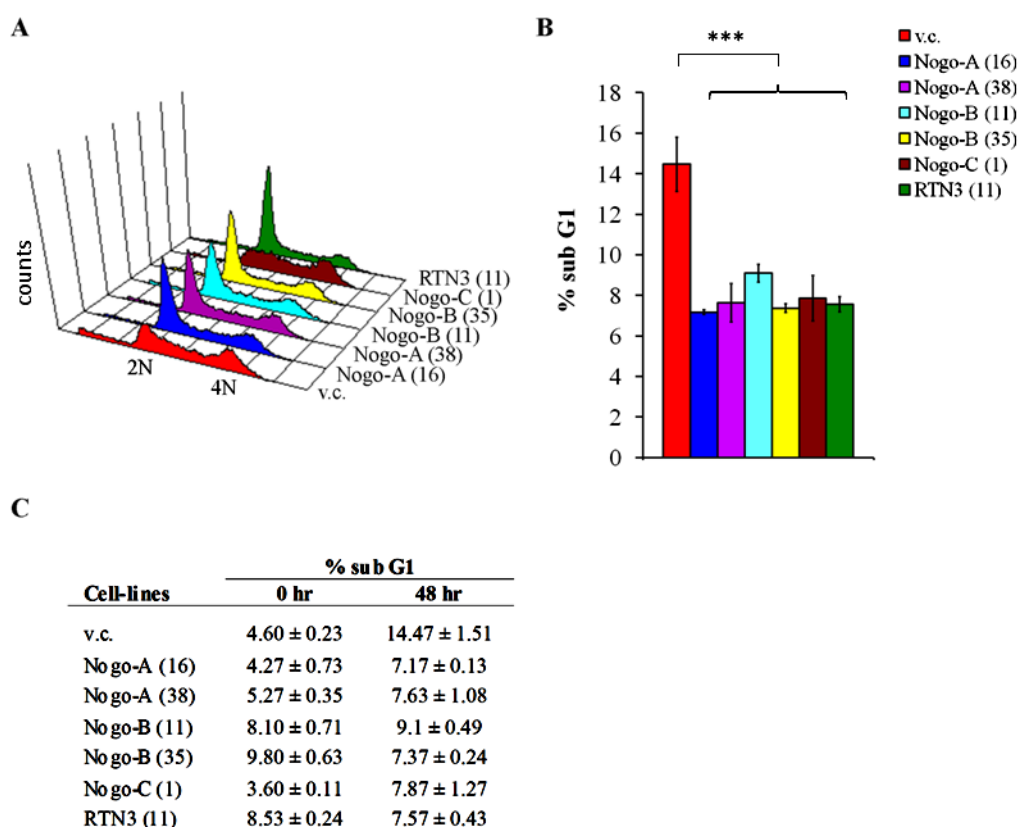 A
counts
2N
4N
RTN3 (11)
Nogo-C (1)
Nogo-B (35)
Nogo-B (11)
Nogo-A (38)
Nogo-A (16)
v.c.
B
***
% sub G1
18
16
14
12
10
8
6
4
2
0
v.c.
Nogo-A (16)
Nogo-A (38)
Nogo-B (11)
Nogo-B (35)
Nogo-C (1)
RTN3 (11)
C
% sub G1
Cell-lines 0 hr 48 hr
v.c. 4.60 ± 0.23 14.47 ± 1.51
Nogo-A (16) 4.27 ± 0.73 7.17 ± 0.13
Nogo-A (38) 5.27 ± 0.35 7.63 ± 1.08
Nogo-B (11) 8.10 ± 0.71 9.1 ± 0.49
Nogo-B (35) 9.80 ± 0.63 7.37 ± 0.24
Nogo-C (1) 3.60 ± 0.11 7.87 ± 1.27
RTN3 (11) 8.53 ± 0.24 7.57 ± 0.43